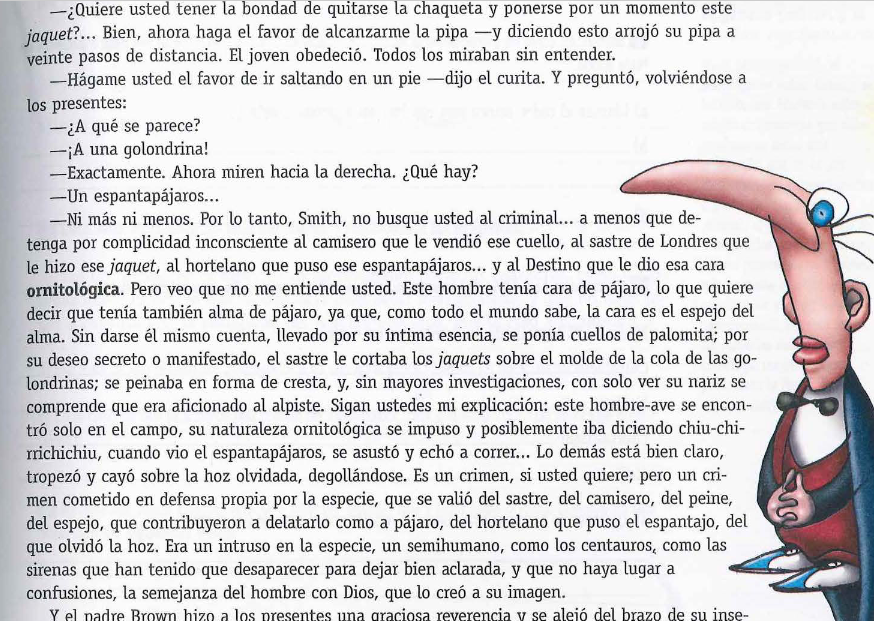 —¿Quiere usted tener la bondad de quitarse la chaqueta y ponerse por un momento este
jaquet?... Bien, ahora haga el favor de alcanzarme la pipa —y diciendo esto arrojó su pipa a
veinte pasos de distancia. El joven obedeció. Todos los miraban sin entender.
—Hágame usted el favor de ir saltando en un pie —dijo el curita. Y preguntó, volviéndose a
los presentes:
—¿A qué se parece?
—¡A una golondrina!
—Exactamente. Ahora miren hacia la derecha. ¿Qué hay?
—Un espantapájaros...
—Ni más ni menos. Por lo tanto, Smith, no busque usted al criminal... a menos que de-
tenga por complicidad inconsciente al camisero que le vendió ese cuello, al sastre de Londres que
le hizo ese jaquet, al hortelano que puso ese espantapájaros... y al Destino que le dio esa cara
ornitológica. Pero veo que no me entiende usted. Este hombre tenía cara de pájaro, lo que quiere
decir que tenía también alma de pájaro, ya que, como todo el mundo sabe, la cara es el espejo del
alma. Sin darse él mismo cuenta, llevado por su íntima esencia, se ponía cuellos de palomita; por
su deseo secreto o manifestado, el sastre le cortaba los jaquets sobre el molde de la cola de las go-
londrinas; se peinaba en forma de cresta, y, sin mayores investigaciones, con solo ver su nariz se
comprende que era aficionado al alpiste. Sigan ustedes mi explicación: este hombre-ave se encon-
tró solo en el campo, su naturaleza ornitológica se impuso y posiblemente iba diciendo chiu-chi-
rrichichiu, cuando vio el espantapájaros, se asustó y echó a correr... Lo demás está bien claro,
tropezó y cayó sobre la hoz olvidada, degollándose. Es un crimen, si usted quiere; pero un cri-
men cometido en defensa propia por la especie, que se valió del sastre, del camisero, del peine,
del espejo, que contribuyeron a delatarlo como a pájaro, del hortelano que puso el espantajo, del
que olvidó la hoz. Era un intruso en la especie, un semihumano, como los centauros, como las
sirenas que han tenido que desaparecer para dejar bien aclarada, y que no haya lugar a
confusiones, la semejanza del hombre con Dios, que lo creó a su imagen.
Y el padre Brown hizo a los presentes una graciosa reverencia y se alejó del brazo de su inse-